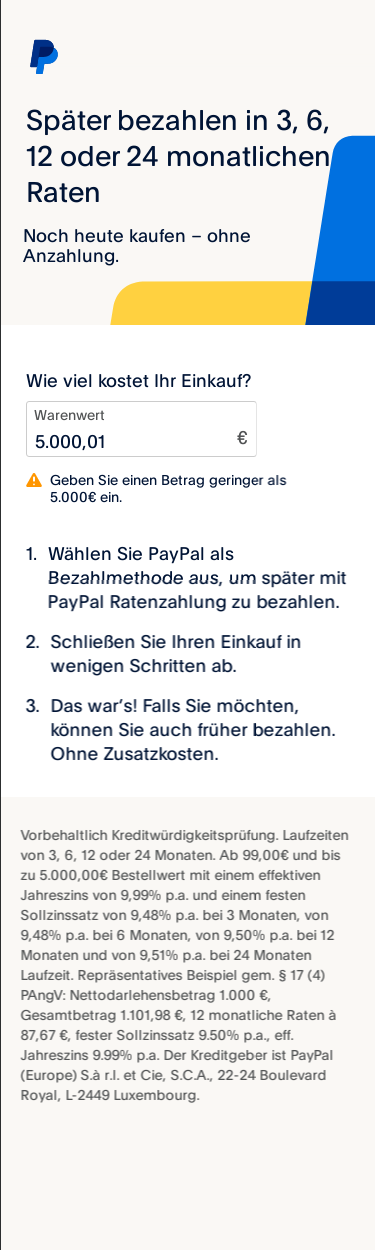 Später bezahlen in 3, 6,
12 oder 24 monatlichen
Raten
Noch heute kaufen – ohne
Anzahlung.
Wie viel kostet Ihr Einkauf?
Warenwert
5.000,01 €
Geben Sie einen Betrag geringer als
5.000€ ein.
1. Wählen Sie PayPal als
Bezahlmethode aus, um später mit
PayPal Ratenzahlung zu bezahlen.
2. Schließen Sie Ihren Einkauf in
wenigen Schritten ab.
3. Das war's! Falls Sie möchten,
können Sie auch früher bezahlen.
Ohne Zusatzkosten.
Vorbehaltlich Kreditwürdigkeitsprüfung. Laufzeiten
von 3, 6, 12 oder 24 Monaten. Ab 99,00€ und bis
zu 5.000,00€ Bestellwert mit einem effektiven
Jahreszins von 9,99% p.a. und einem festen
Sollzinssatz von 9,48% p.a. bei 3 Monaten, von
9,48% p.a. bei 6 Monaten, von 9,50% p.a. bei 12
Monaten und von 9,51% p.a. bei 24 Monaten
Laufzeit. Repräsentatives Beispiel gem. § 17 (4)
PAngV: Nettodarlehensbetrag 1.000 €,
Gesamtbetrag 1.101,98 €, 12 monatliche Raten à
87,67 €, fester Sollzinssatz 9.50% p.a., eff.
Jahreszins 9.99% p.a. Der Kreditgeber ist PayPal
(Europe) S.à r.l. et Cie, S.C.A., 22-24 Boulevard
Royal, L-2449 Luxembourg.